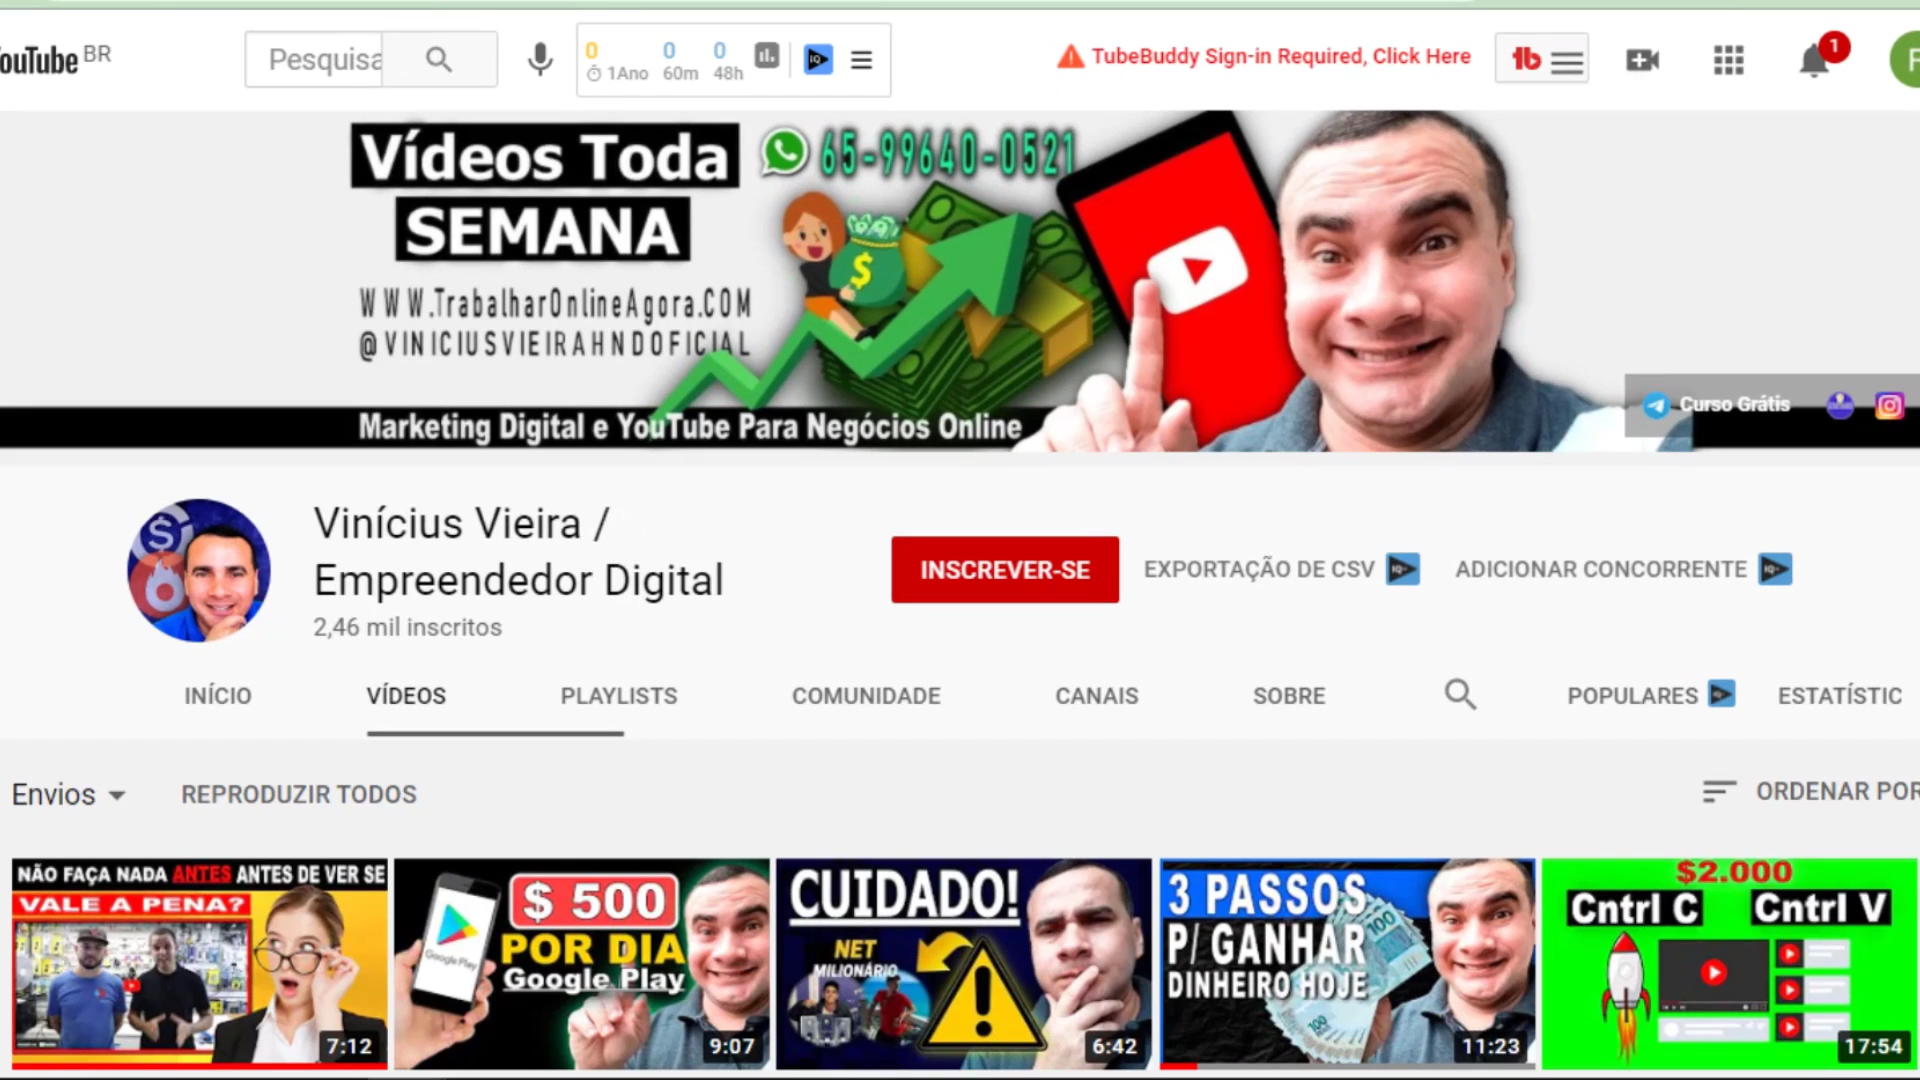 ouTube BR
Pesquisa
0 0 0
1Ano 60m 48h
TubeBuddy Sign-in Required, Click Here
1
Vídeos Toda
SEMANA
65-99640-0521
WWW.TrabalharOnlineAgora.COM
@VINICIUSVIEIRAHNDOFICIAL
Marketing Digital e YouTube Para Negócios Online
Curso Grátis
Vinícius Vieira /
Empreendedor Digital
2,46 mil inscritos
INSCREVER-SE
EXPORTAÇÃO DE CSV
ADICIONAR CONCORRENTE
INÍCIO VÍDEOS PLAYLISTS COMUNIDADE CANAIS SOBRE POPULARES ESTATÍSTIC
Envios REPRODUZIR TODOS ORDENAR POR
NÃO FAÇA NADA ANTES ANTES DE VER SE
VALE A PENA?
7:12
$ 500
POR DIA
Google Play
Google Play
9:07
CUIDADO!
NET
MILIONÁRIO
6:42
3 PASSOS
P/ GANHAR
DINHEIRO HOJE
100
100
11:23
$2.000
Cntrl C Cntrl V
17:54